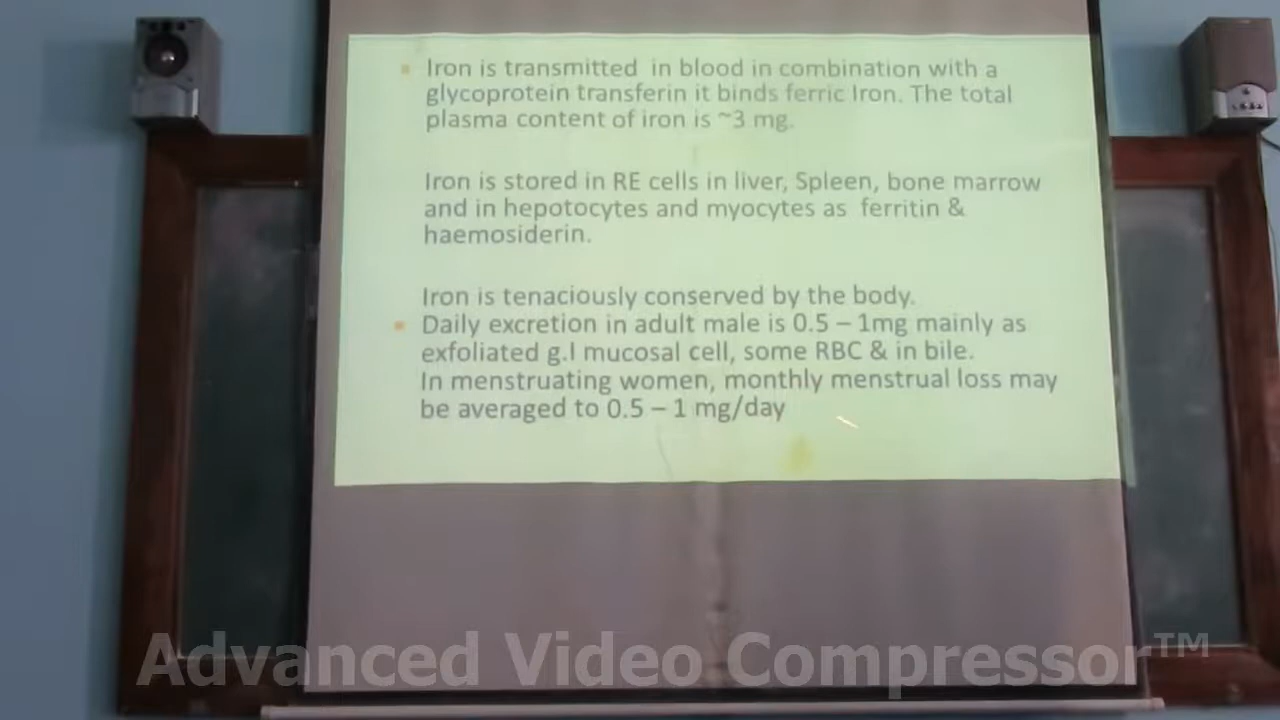 Iron is transmitted in blood in combination with a
glycoprotein transferin it binds ferric Iron. The total
plasma content of iron is ~3 mg.
Iron is stored in RE cells in liver, Spleen, bone marrow
and in hepotocytes and myocytes as ferritin &
haemosiderin.
Iron is tenaciously conserved by the body.
Daily excretion in adult male is 0.5 – 1mg mainly as
exfoliated g.I mucosal cell, some RBC & in bile.
In menstruating women, monthly menstrual loss may
be averaged to 0.5 – 1 mg/day
Advanced Video Compressor™